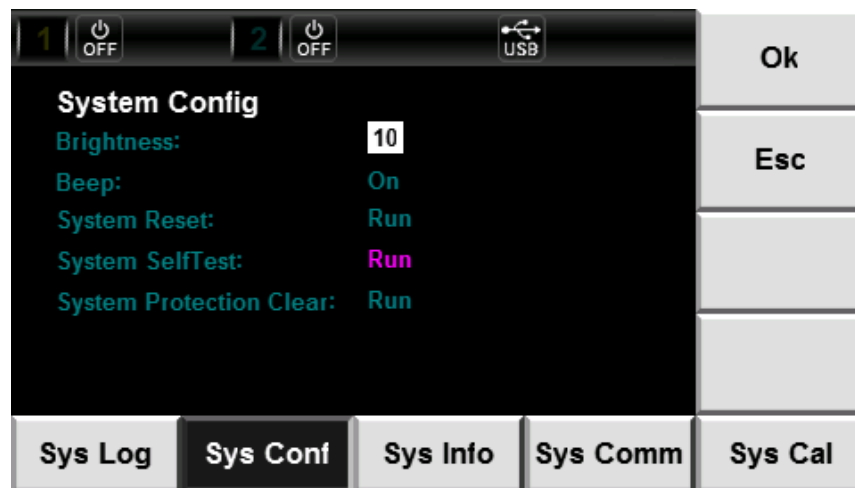 1 OFF 2 OFF USB
Ok
System Config
Brightness: 10
Esc
Beep: On
System Reset: Run
System SelfTest: Run
System Protection Clear: Run
Sys Log Sys Conf Sys Info Sys Comm Sys Cal